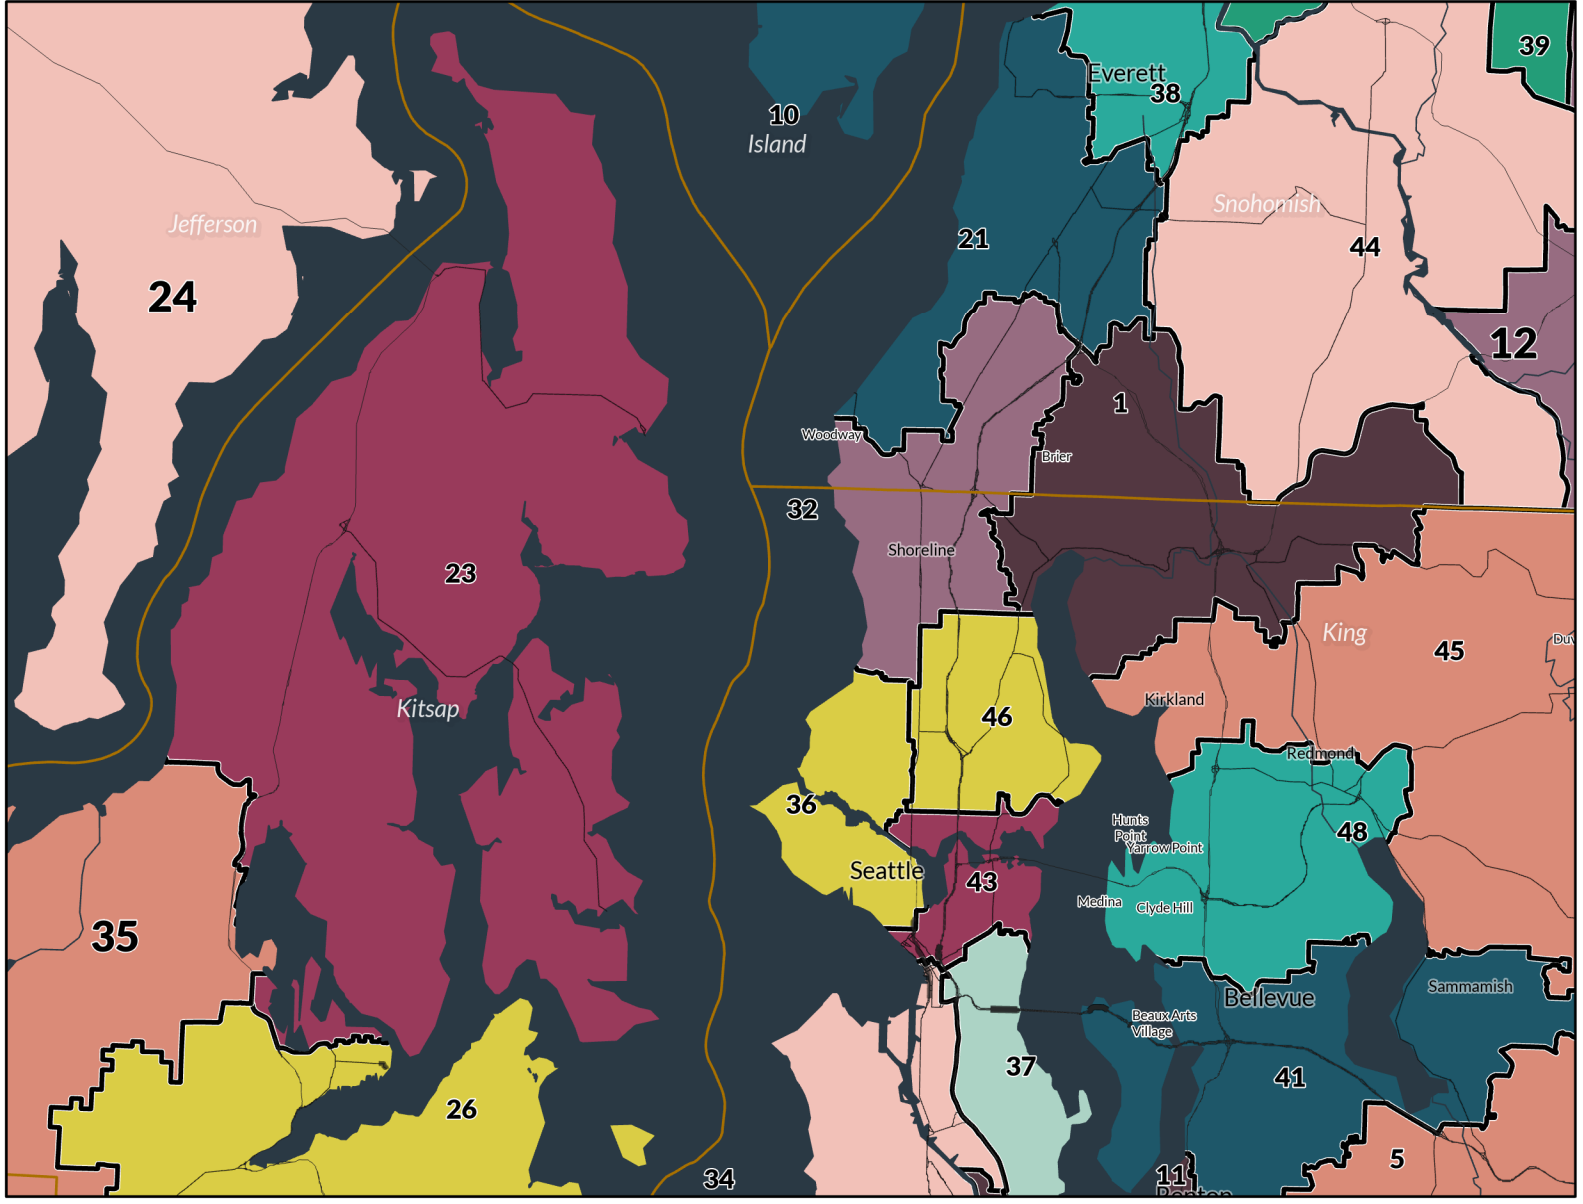 39
Everett
38
10
Island
Jefferson
Snohomish
21
44
24
12
1
Woodway
Brier
32
Shoreline
23
King
45
Kirkland
Kitsap
46
Redmond
36
Hunts
Point
Yarrow Point
48
Seattle
43
Medina
Clyde Hill
35
Sammamish
Bellevue
Beaux Arts
Village
37
41
26
5
11
34